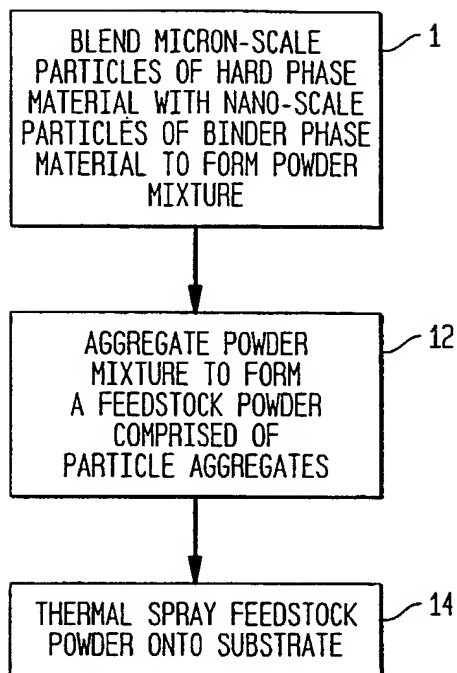 BLEND MICRON-SCALE
PARTICLES OF HARD PHASE
MATERIAL WITH NANO-SCALE
PARTICLES OF BINDER PHASE
MATERIAL TO FORM POWDER
MIXTURE
1
AGGREGATE POWDER
MIXTURE TO FORM
A FEEDSTOCK POWDER
COMPRISED OF
PARTICLE AGGREGATES
12
THERMAL SPRAY FEEDSTOCK
POWDER ONTO SUBSTRATE
14